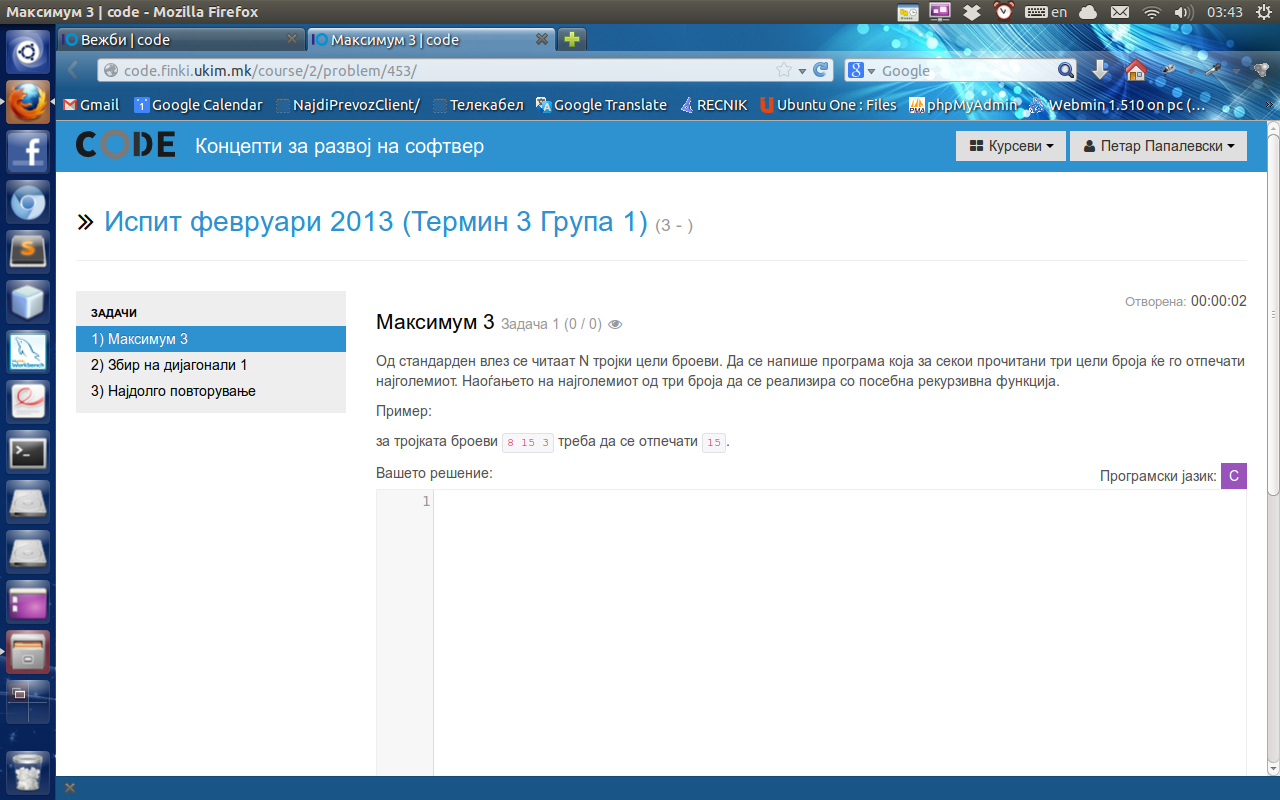 Максимум 3 | code - Mozilla Firefox
en
03:43
Вежби | code
Максимум 3 | code
code.finki.ukim.mk/course/2/problem/453/
Google
Gmail
Google Calendar
NajdiPrevozClient/
Телекабел
Google Translate
RECNIK
Ubuntu One : Files
phpMyAdmin
Webmin 1.510 on pc (…
CODE
Концепти за развој на софтвер
Курсеви
Петар Папалевски
Испит февруари 2013 (Термин 3 Група 1) (3 - )
ЗАДАЧИ
1) Максимум 3
2) Збир на дијагонали 1
3) Најдолго повторување
Отворена: 00:00:02
Максимум 3 Задача 1 (0 / 0)
Од стандарден влез се читаат N тројки цели броеви. Да се напише програма која за секои прочитани три цели броја ќе го отпечати
најголемиот. Наоѓањето на најголемиот од три броја да се реализира со посебна рекурзивна функција.
Пример:
за тројката броеви 8 15 3 треба да се отпечати 15.
Вашето решение:
Програмски јазик: C
1